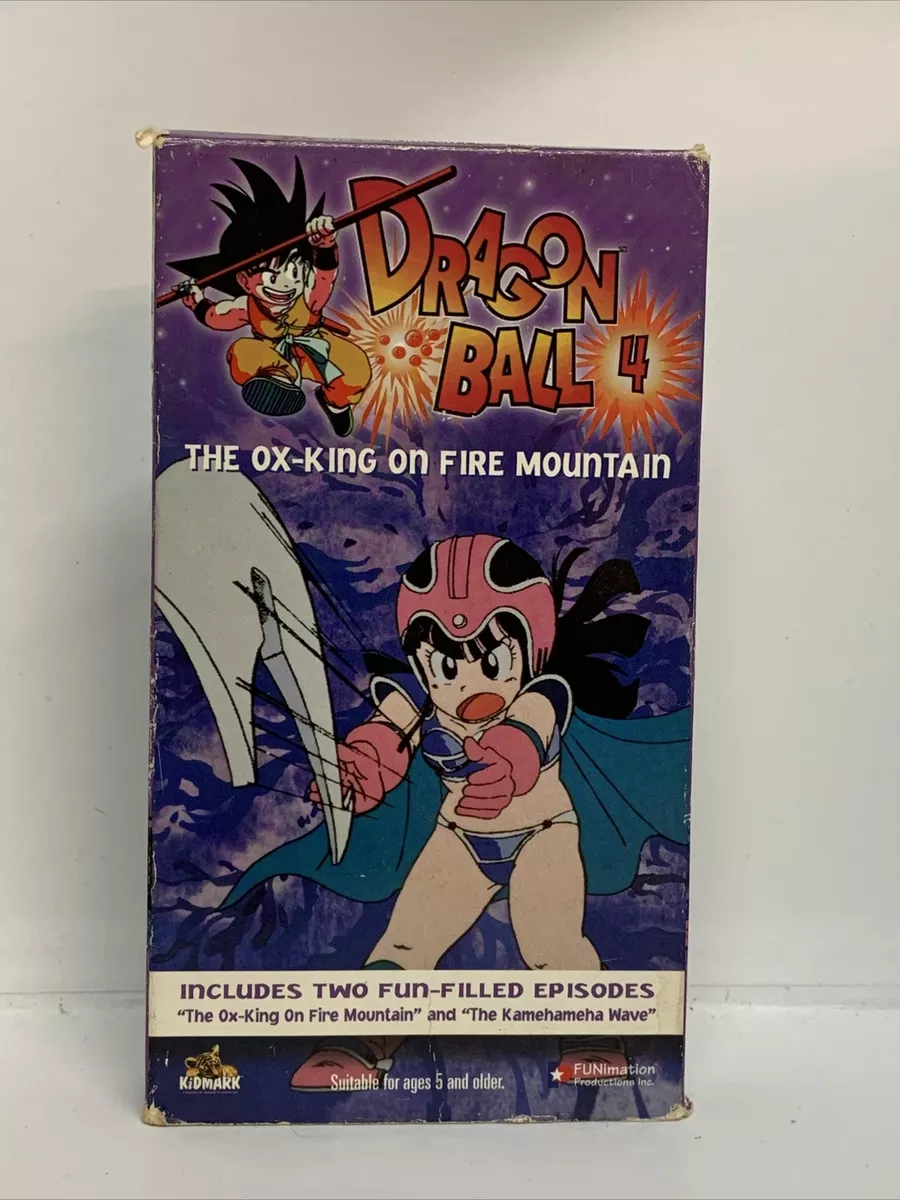 DRAGON
BALL 4
THE OX-KING ON FIRE MOUNTAIN
INCLUDES TWO FUN-FILLED EPISODES
"The Ox-King On Fire Mountain" and "The Kamehameha Wave"
KiDMARK
Suitable for ages 5 and older.
FUNimation
Productions Inc.